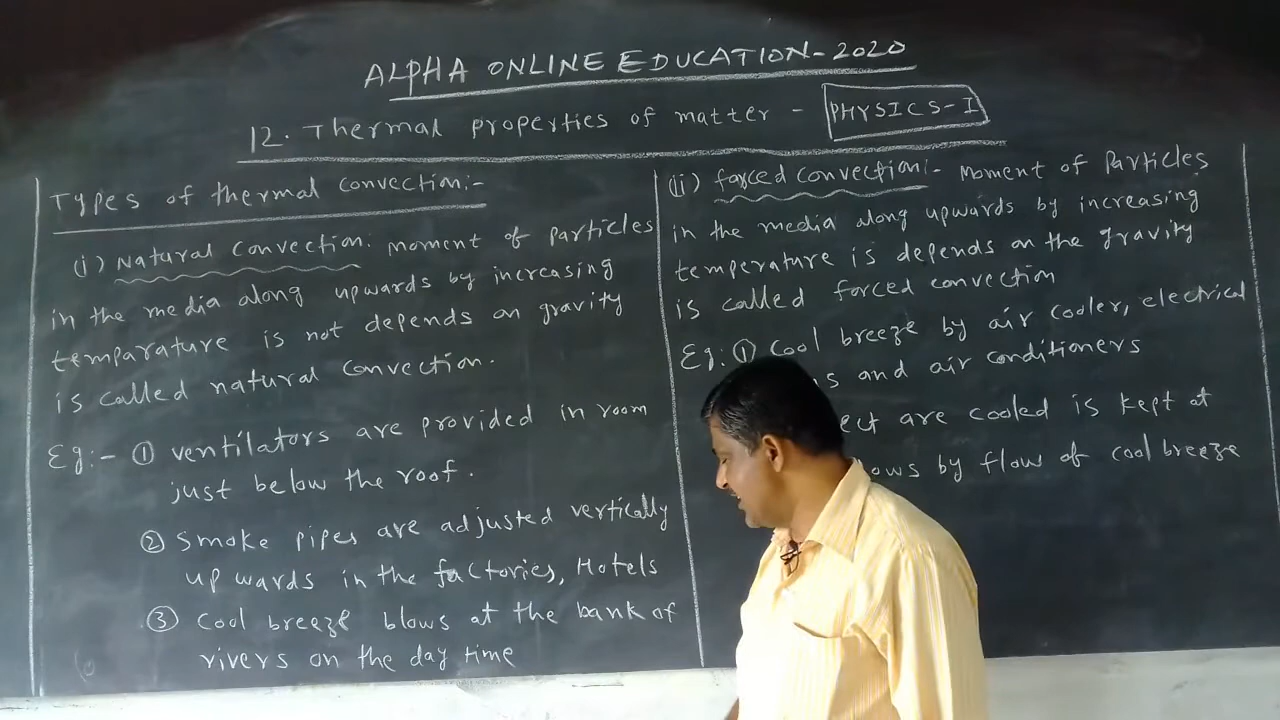 ALPHA ONLINE EDUCATION-2020
12. Thermal properties of matter - PHYSICS-I
Types of thermal convection:-
(i) Natural convection: moment of particles
in the media along upwards by increasing
temparature is not depends on gravity
is called natural convection.
Eg:- ① ventilators are provided in room
just below the roof.
② Smoke pipes are adjusted vertically
up wards in the factories, Hotels
③ Cool breeze blows at the bank of
rivers on the day time
(ii) forced convection:- Moment of Particles
in the media along upwards by increasing
temperature is depends on the gravity
is called forced convection
Eg: ① Cool breeze by air cooler, electrical
and air conditioners
are cooled is kept at
by flow of cool breeze